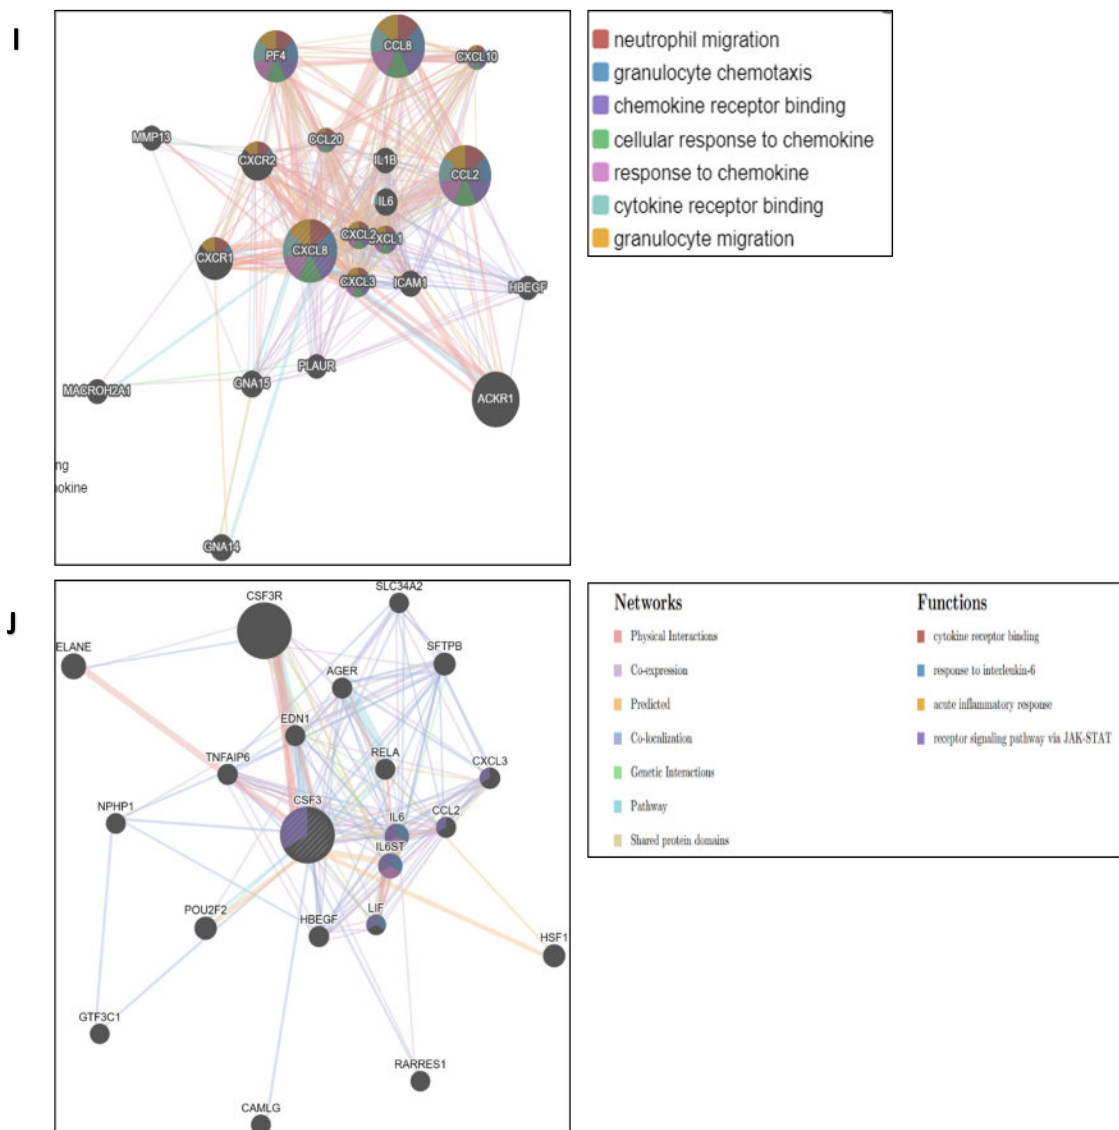 I
PF4
CCL8
CXCL10
MMP13
CCL20
CXCR2
IL1B
CCL2
IL6
CXCL2
CXCL1
CXCL8
CXCR1
CXCL3
ICAM1
HBEGF
PLAUR
MACROH2A1
GNA15
ACKR1
ng
okine
GNA14
neutrophil migration
granulocyte chemotaxis
chemokine receptor binding
cellular response to chemokine
response to chemokine
cytokine receptor binding
granulocyte migration
J
SLC34A2
CSF3R
ELANE
SFTPB
AGER
EDN1
RELA
TNFAIP6
CXCL3
NPHP1
CSF3
IL6
CCL2
IL6ST
POU2F2
HBEGF
LIF
HSF1
GTF3C1
RARRES1
CAMLG
Networks
Physical Interactions
Co-expression
Predicted
Co-localization
Genetic Interactions
Pathway
Shared protein domains
Functions
cytokine receptor binding
response to interleukin-6
acute inflammatory response
receptor signaling pathway via JAK-STAT